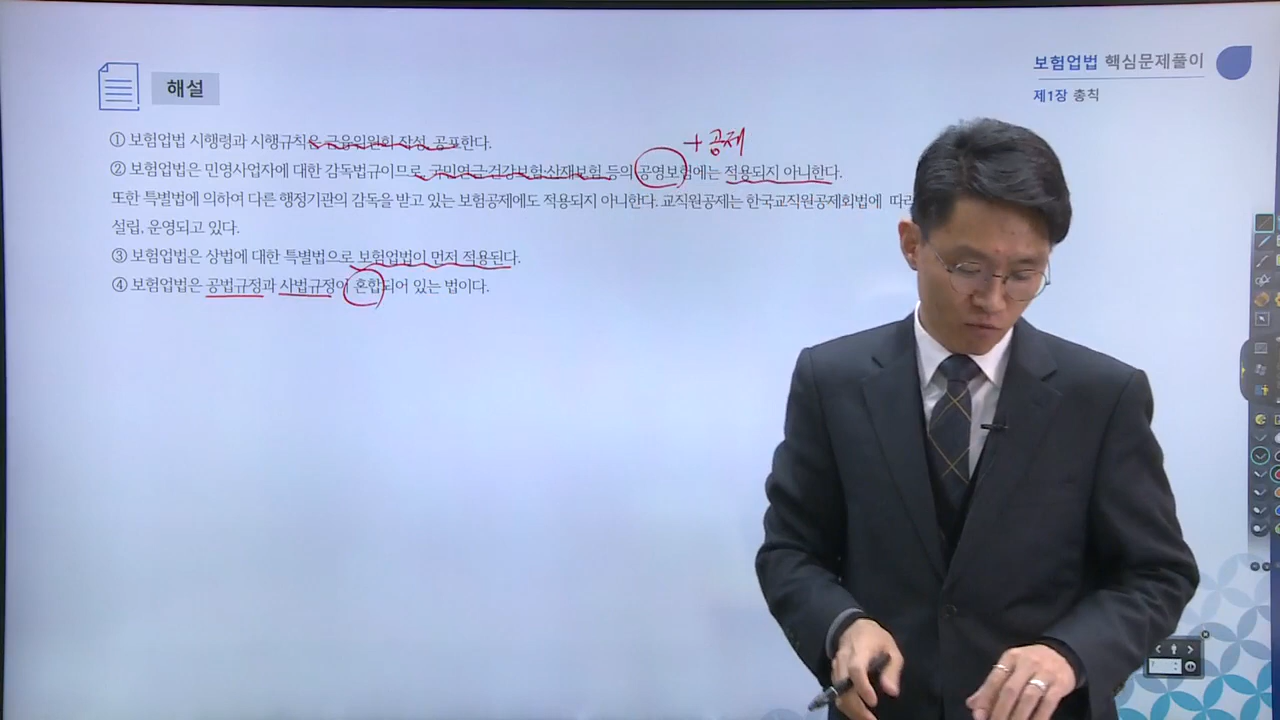 보험업법 핵심문제풀이
제1장 총칙
해설
① 보험업법 시행령과 시행규칙은 금융위원회 작성, 공포한다.
+ 공제
② 보험업법은 민영사업자에 대한 감독법규이므로, 국민연금·건강보험·산재보험 등의 공영보험에는 적용되지 아니한다.
또한 특별법에 의하여 다른 행정기관의 감독을 받고 있는 보험공제에도 적용되지 아니한다. 교직원공제는 한국교직원공제회법에 따라
설립, 운영되고 있다.
③ 보험업법은 상법에 대한 특별법으로 보험업법이 먼저 적용된다.
④ 보험업법은 공법규정과 사법규정이 혼합되어 있는 법이다.